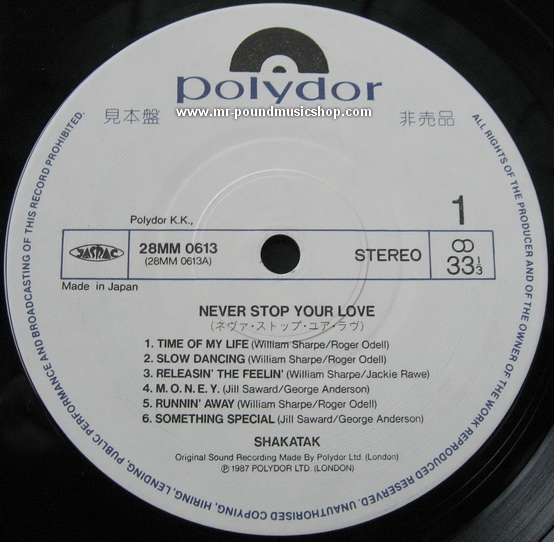 polydor
www.mr-poundmusicshop.com
見本盤
非売品
1
Polydor K.K.,
JASRAC
28MM 0613
(28MM 0613A)
STEREO
33 1/3
Made in Japan
NEVER STOP YOUR LOVE
(ネヴァ・ストップ・ユア・ラヴ)
1. TIME OF MY LIFE (William Sharpe/Roger Odell)
2. SLOW DANCING (William Sharpe/Roger Odell)
3. RELEASIN' THE FEELIN' (William Sharpe/Jackie Rawe)
4. M. O. N. E. Y. (Jill Saward/George Anderson)
5. RUNNIN' AWAY (William Sharpe/Roger Odell)
6. SOMETHING SPECIAL (Jill Saward/George Anderson)
SHAKATAK
Original Sound Recording Made By Polydor Ltd. (London)
℗ 1987 POLYDOR LTD. (LONDON)
ALL RIGHTS OF THE PRODUCER AND OF THE OWNER OF THE WORK REPRODUCED RESERVED. UNAUTHORISED COPYING, HIRING, LENDING, PUBLIC PERFORMANCE AND BROADCASTING OF THIS RECORD PROHIBITED.